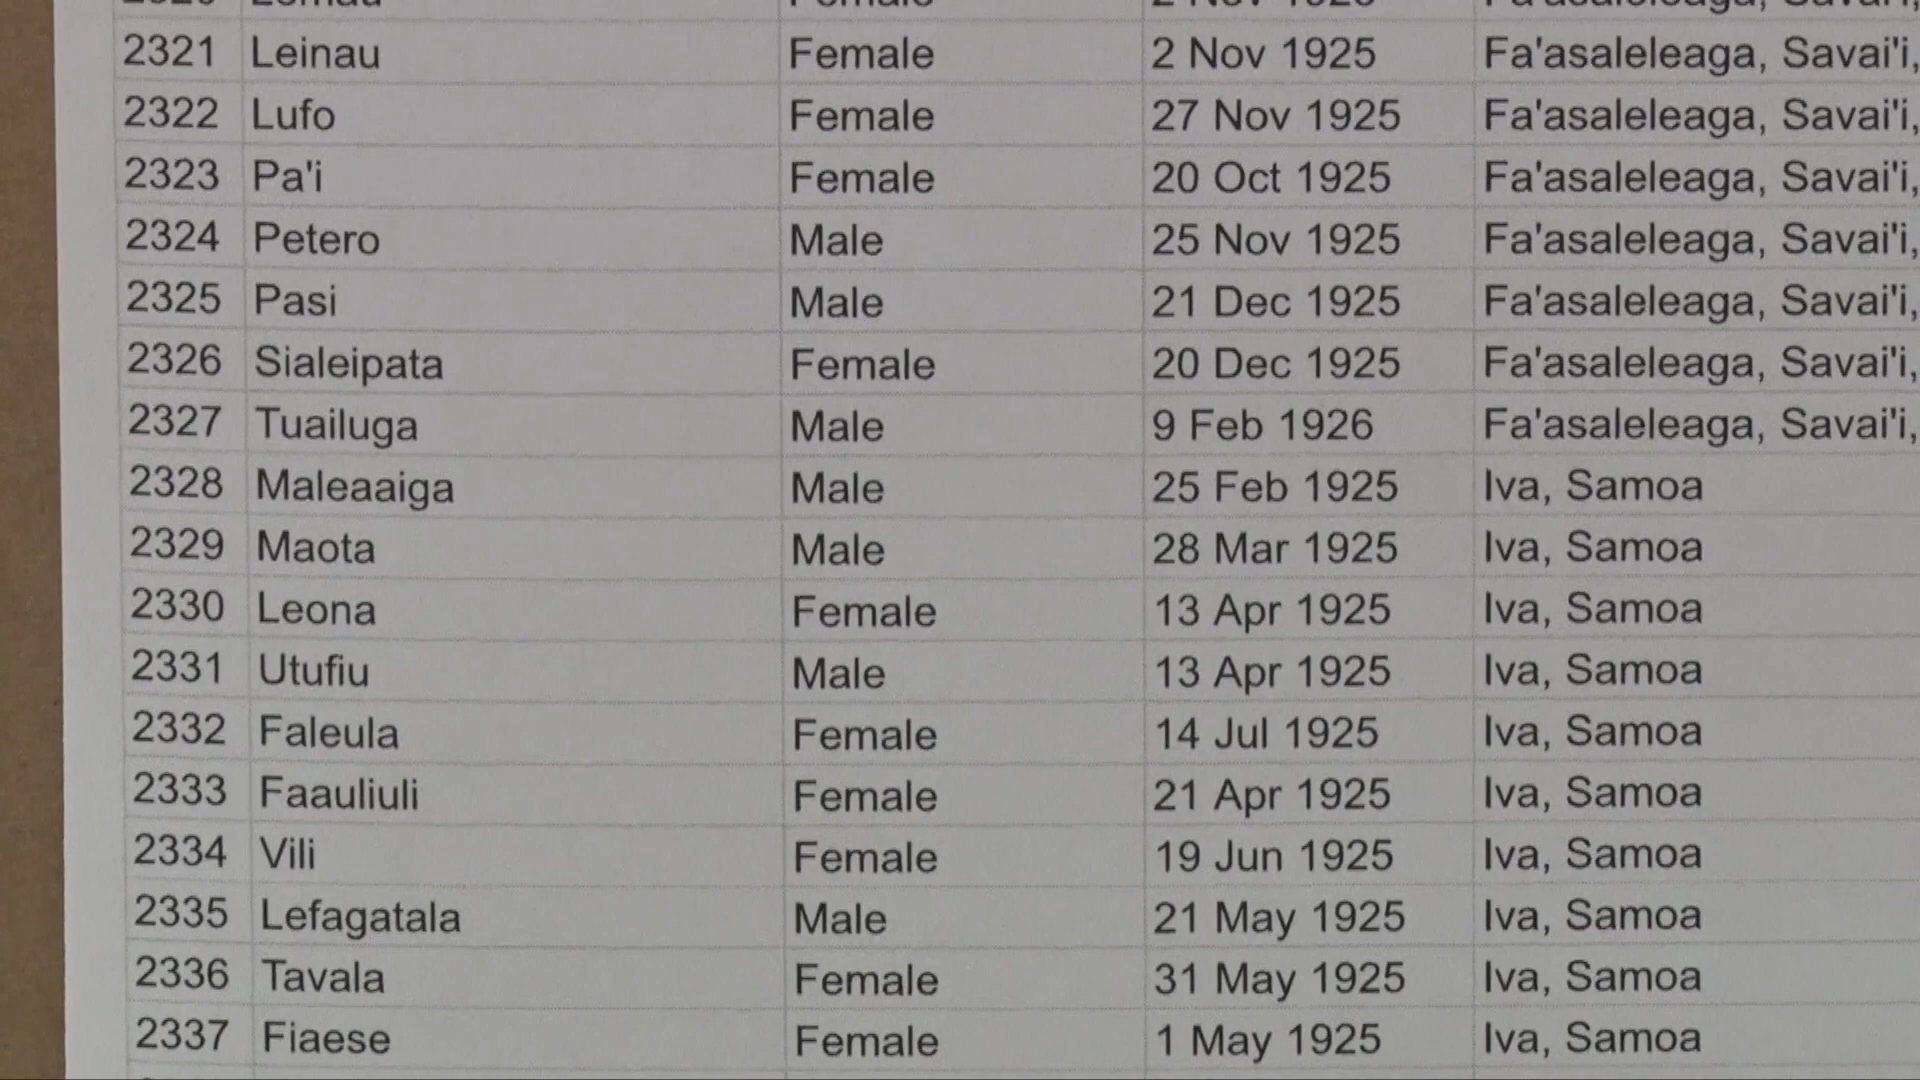 2321 Leinau Female 2 Nov 1925 Fa'asaleleaga, Savai'i,
2322 Lufo Female 27 Nov 1925 Fa'asaleleaga, Savai'i,
2323 Pa'i Female 20 Oct 1925 Fa'asaleleaga, Savai'i,
2324 Petero Male 25 Nov 1925 Fa'asaleleaga, Savai'i,
2325 Pasi Male 21 Dec 1925 Fa'asaleleaga, Savai'i,
2326 Sialeipata Female 20 Dec 1925 Fa'asaleleaga, Savai'i,
2327 Tuailuga Male 9 Feb 1926 Fa'asaleleaga, Savai'i,
2328 Maleaaiga Male 25 Feb 1925 Iva, Samoa
2329 Maota Male 28 Mar 1925 Iva, Samoa
2330 Leona Female 13 Apr 1925 Iva, Samoa
2331 Utufiu Male 13 Apr 1925 Iva, Samoa
2332 Faleula Female 14 Jul 1925 Iva, Samoa
2333 Faauliuli Female 21 Apr 1925 Iva, Samoa
2334 Vili Female 19 Jun 1925 Iva, Samoa
2335 Lefagatala Male 21 May 1925 Iva, Samoa
2336 Tavala Female 31 May 1925 Iva, Samoa
2337 Fiaese Female 1 May 1925 Iva, Samoa